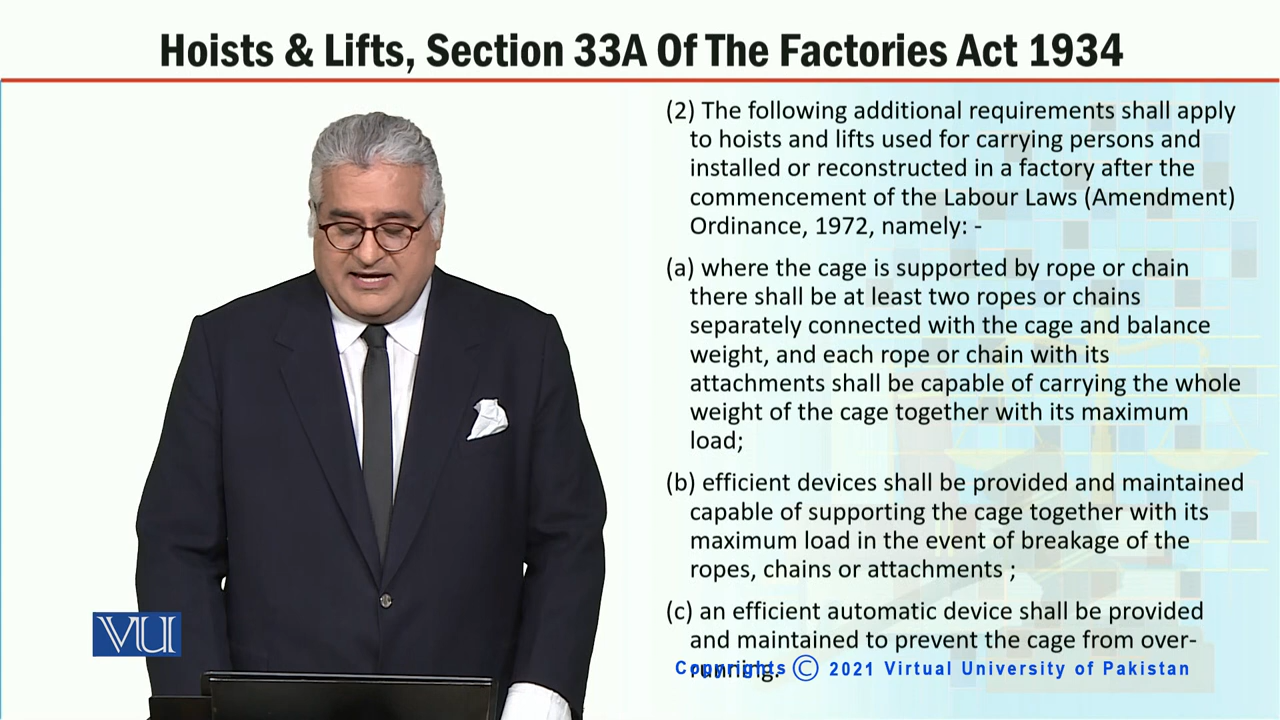 Hoists & Lifts, Section 33A Of The Factories Act 1934
(2) The following additional requirements shall apply
to hoists and lifts used for carrying persons and
installed or reconstructed in a factory after the
commencement of the Labour Laws (Amendment)
Ordinance, 1972, namely: -
(a) where the cage is supported by rope or chain
there shall be at least two ropes or chains
separately connected with the cage and balance
weight, and each rope or chain with its
attachments shall be capable of carrying the whole
weight of the cage together with its maximum
load;
(b) efficient devices shall be provided and maintained
capable of supporting the cage together with its
maximum load in the event of breakage of the
ropes, chains or attachments ;
(c) an efficient automatic device shall be provided
and maintained to prevent the cage from over-
running.
Copyrights © 2021 Virtual University of Pakistan
VU